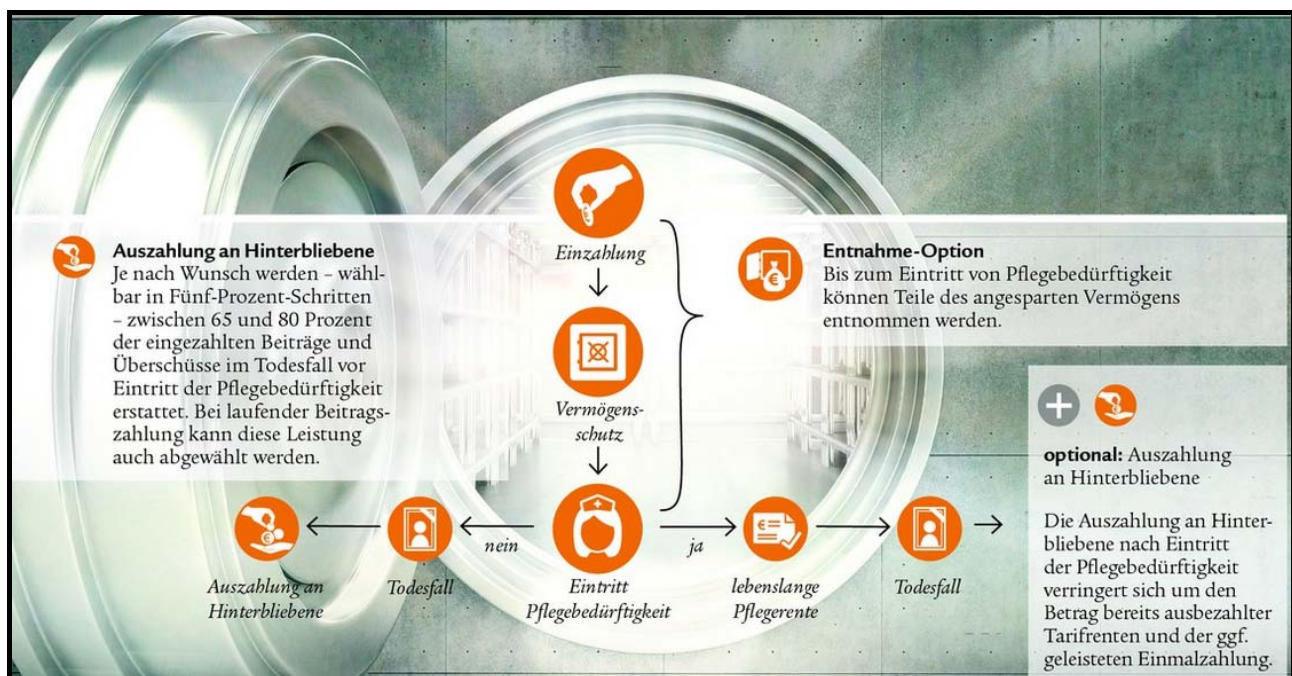 Einzahlung
Auszahlung an Hinterbliebene
Je nach Wunsch werden – wähl-
bar in Fünf-Prozent-Schritten
– zwischen 65 und 80 Prozent
der eingezahlten Beiträge und
Überschüsse im Todesfall vor
Eintritt der Pflegebedürftigkeit
erstattet. Bei laufender Beitrags-
zahlung kann diese Leistung
auch abgewählt werden.
Entnahme-Option
Bis zum Eintritt von Pflegebedürftigkeit
können Teile des angesparten Vermögens
entnommen werden.
Vermögens-
schutz
nein
ja
Auszahlung an
Hinterbliebene
Todesfall
Eintritt
Pflegebedürftigkeit
lebenslange
Pflegerente
Todesfall
optional: Auszahlung
an Hinterbliebene
Die Auszahlung an Hinter-
bliebene nach Eintritt
der Pflegebedürftigkeit
verringert sich um den
Betrag bereits ausbezahlter
Tarifrenten und der ggf.
geleisteten Einmalzahlung.